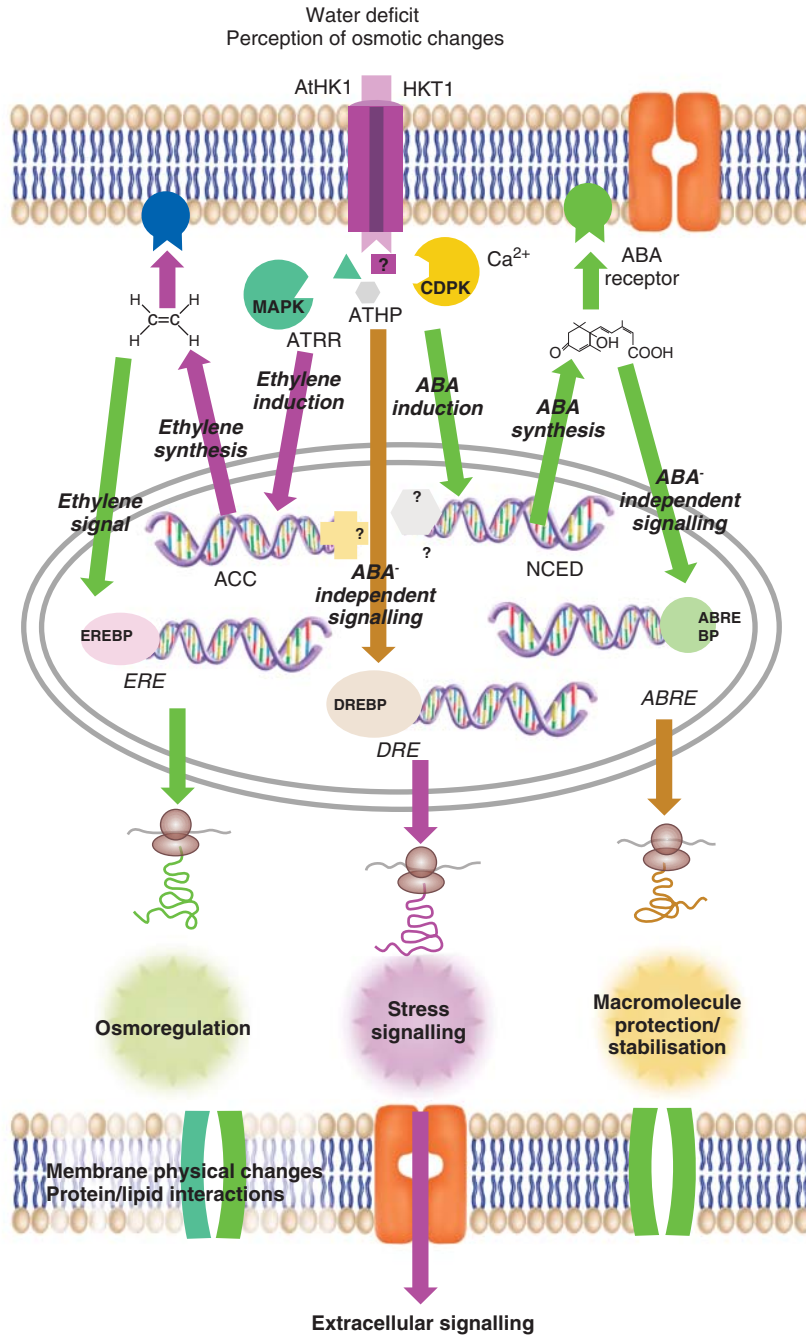 Water deficit
Perception of osmotic changes
AtHK1
HKT1
Ca2+
ABA
receptor
?
MAPK
CDPK
ATHP
ATRR
H
H
C=C
H
H
O
OH
COOH
Ethylene
induction
ABA
induction
Ethylene
synthesis
ABA
synthesis
Ethylene
signal
ABA-
independent
signalling
?
?
?
ACC
NCED
ABA-
independent
signalling
EREBP
ERE
ABRE
BP
ABRE
DREBP
DRE
Osmoregulation
Stress
signalling
Macromolecule
protection/
stabilisation
Membrane physical changes
Protein/lipid interactions
Extracellular signalling